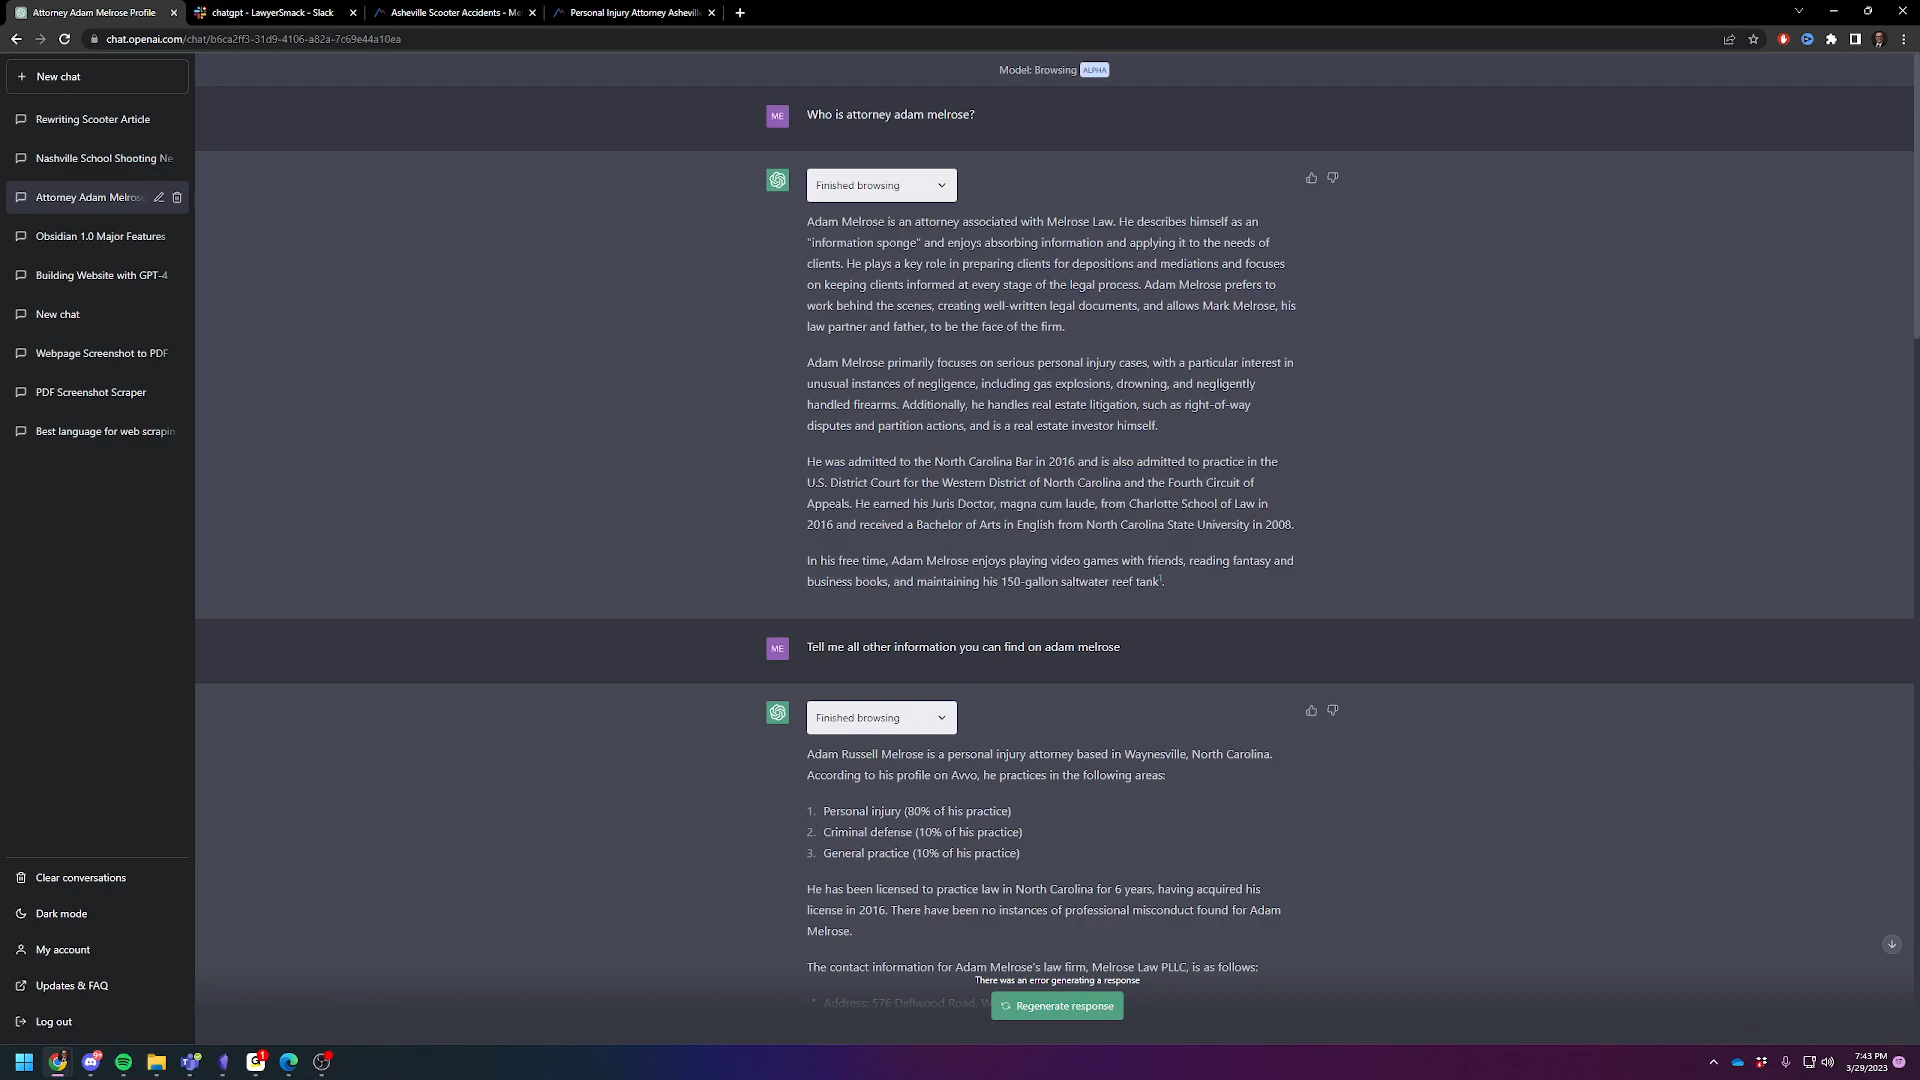 Attorney Adam Melrose Profile
chatgpt - LawyerSmack - Slack
Asheville Scooter Accidents - Me
Personal Injury Attorney Ashevill
chat.openai.com/chat/b6ca2ff3-31d9-4106-a82a-7c69e44a10ea
New chat
Rewriting Scooter Article
Nashville School Shooting Ne
Attorney Adam Melrose
Obsidian 1.0 Major Features
Building Website with GPT-4
New chat
Webpage Screenshot to PDF
PDF Screenshot Scraper
Best language for web scrapin
Clear conversations
Dark mode
My account
Updates & FAQ
Log out
Model: Browsing ALPHA
ME
Who is attorney adam melrose?
Finished browsing
Adam Melrose is an attorney associated with Melrose Law. He describes himself as an
"information sponge" and enjoys absorbing information and applying it to the needs of
clients. He plays a key role in preparing clients for depositions and mediations and focuses
on keeping clients informed at every stage of the legal process. Adam Melrose prefers to
work behind the scenes, creating well-written legal documents, and allows Mark Melrose, his
law partner and father, to be the face of the firm.
Adam Melrose primarily focuses on serious personal injury cases, with a particular interest in
unusual instances of negligence, including gas explosions, drowning, and negligently
handled firearms. Additionally, he handles real estate litigation, such as right-of-way
disputes and partition actions, and is a real estate investor himself.
He was admitted to the North Carolina Bar in 2016 and is also admitted to practice in the
U.S. District Court for the Western District of North Carolina and the Fourth Circuit of
Appeals. He earned his Juris Doctor, magna cum laude, from Charlotte School of Law in
2016 and received a Bachelor of Arts in English from North Carolina State University in 2008.
In his free time, Adam Melrose enjoys playing video games with friends, reading fantasy and
business books, and maintaining his 150-gallon saltwater reef tank¹.
ME
Tell me all other information you can find on adam melrose
Finished browsing
Adam Russell Melrose is a personal injury attorney based in Waynesville, North Carolina.
According to his profile on Avvo, he practices in the following areas:
1. Personal injury (80% of his practice)
2. Criminal defense (10% of his practice)
3. General practice (10% of his practice)
He has been licensed to practice law in North Carolina for 6 years, having acquired his
license in 2016. There have been no instances of professional misconduct found for Adam
Melrose.
The contact information for Adam Melrose's law firm, Melrose Law PLLC, is as follows:
There was an error generating a response
• Address: 576 Dellwood Road, W
Regenerate response
7:43 PM
3/29/2023